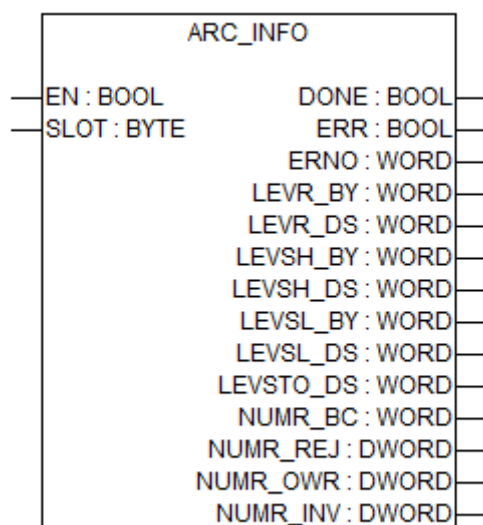 ARC_INFO
EN : BOOL DONE : BOOL
SLOT : BYTE ERR : BOOL
ERNO : WORD
LEVR_BY : WORD
LEVR_DS : WORD
LEVSH_BY : WORD
LEVSH_DS : WORD
LEVSL_BY : WORD
LEVSL_DS : WORD
LEVSTO_DS : WORD
NUMR_BC : WORD
NUMR_REJ : DWORD
NUMR_OWR : DWORD
NUMR_INV : DWORD